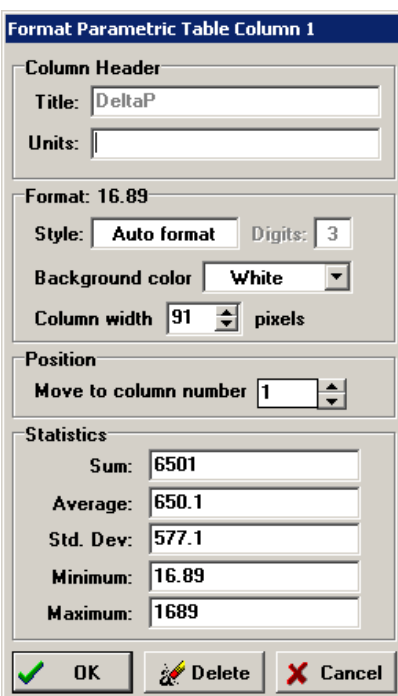 Format Parametric Table Column 1
Column Header
Title: DeltaP
Units:
Format: 16.89
Style: Auto format Digits: 3
Background color White
Column width 91 pixels
Position
Move to column number 1
Statistics
Sum: 6501
Average: 650.1
Std. Dev: 577.1
Minimum: 16.89
Maximum: 1689
OK Delete Cancel